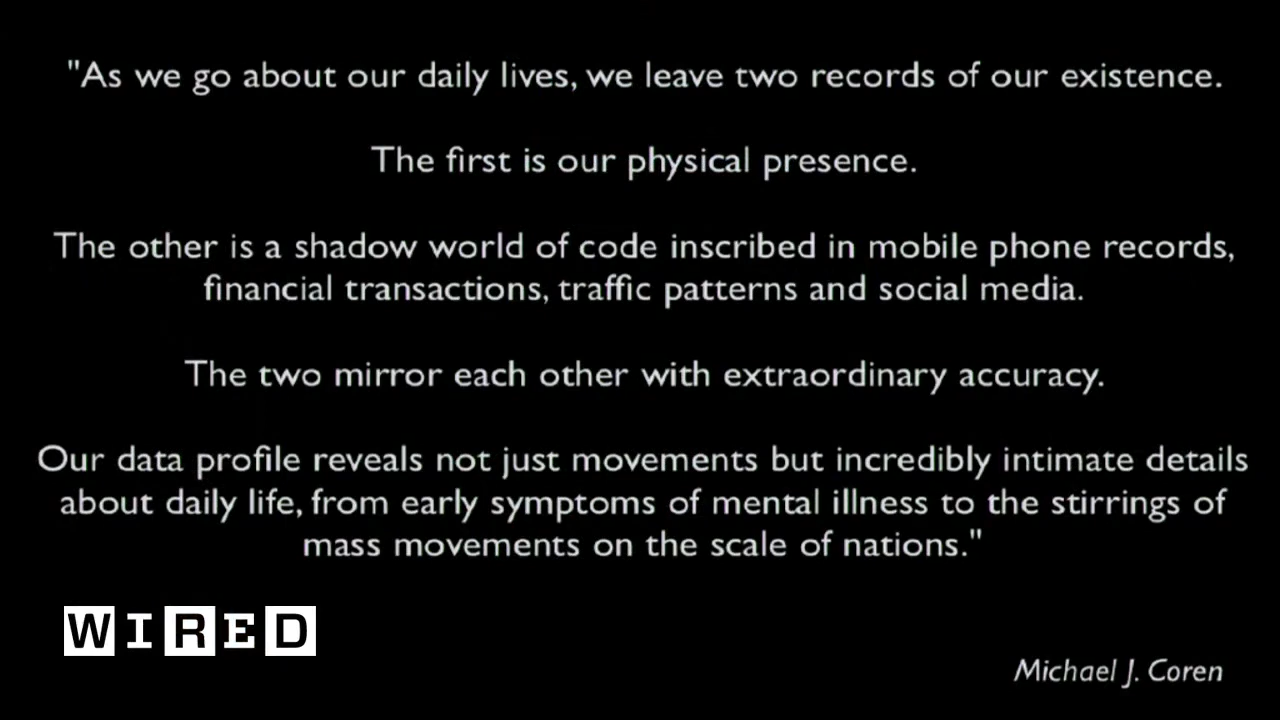 "As we go about our daily lives, we leave two records of our existence.
The first is our physical presence.
The other is a shadow world of code inscribed in mobile phone records,
financial transactions, traffic patterns and social media.
The two mirror each other with extraordinary accuracy.
Our data profile reveals not just movements but incredibly intimate details
about daily life, from early symptoms of mental illness to the stirrings of
mass movements on the scale of nations."
WIRED
Michael J. Coren